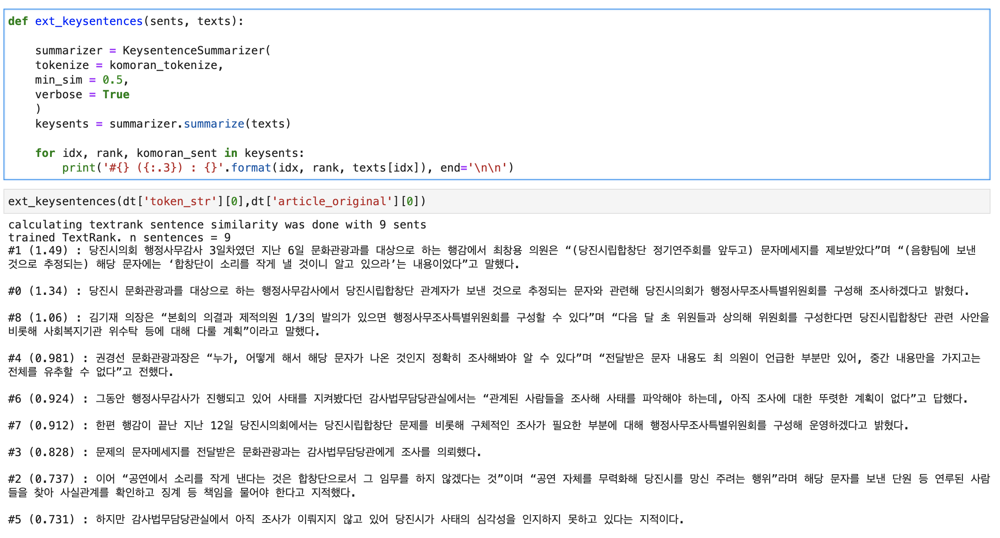 def ext_keysentences(sents, texts):
    summarizer = KeysentenceSummarizer(
    tokenize = komoran_tokenize,
    min_sim = 0.5,
    verbose = True
    )
    keysents = summarizer.summarize(texts)
    for idx, rank, komoran_sent in keysents:
        print('#{} ({:.3}) : {}'.format(idx, rank, texts[idx]), end='\n\n')
ext_keysentences(dt['token_str'][0],dt['article_original'][0])
calculating textrank sentence similarity was done with 9 sents
trained TextRank. n sentences = 9
#1 (1.49) : 당진시의회 행정사무감사 3일차였던 지난 6일 문화관광과를 대상으로 하는 행감에서 최창용 의원은 “(당진시립합창단 정기연주회를 앞두고) 문자메세지를 제보받았다”며 “(음향팀에 보낸
것으로 추정되는) 해당 문자에는 ‘합창단이 소리를 작게 낼 것이니 알고 있으라’는 내용이었다”고 말했다.
#0 (1.34) : 당진시 문화관광과를 대상으로 하는 행정사무감사에서 당진시립합창단 관계자가 보낸 것으로 추정되는 문자와 관련해 당진시의회가 행정사무조사특별위원회를 구성해 조사하겠다고 밝혔다.
#8 (1.06) : 김기재 의장은 “본회의 의결과 제적의원 1/3의 발의가 있으면 행정사무조사특별위원회를 구성할 수 있다”며 “다음 달 초 위원들과 상의해 위원회를 구성한다면 당진시립합창단 관련 사안을
비롯해 사회복지기관 위수탁 등에 대해 다룰 계획”이라고 말했다.
#4 (0.981) : 권경선 문화관광과장은 “누가, 어떻게 해서 해당 문자가 나온 것인지 정확히 조사해봐야 알 수 있다”며 “전달받은 문자 내용도 최 의원이 언급한 부분만 있어, 중간 내용만을 가지고는
전체를 유추할 수 없다”고 전했다.
#6 (0.924) : 그동안 행정사무감사가 진행되고 있어 사태를 지켜봤다던 감사법무담당관실에서는 “관계된 사람들을 조사해 사태를 파악해야 하는데, 아직 조사에 대한 뚜렷한 계획이 없다”고 답했다.
#7 (0.912) : 한편 행감이 끝난 지난 12일 당진시의회에서는 당진시립합창단 문제를 비롯해 구체적인 조사가 필요한 부분에 대해 행정사무조사특별위원회를 구성해 운영하겠다고 밝혔다.
#3 (0.828) : 문제의 문자메세지를 전달받은 문화관광과는 감사법무담당관에게 조사를 의뢰했다.
#2 (0.737) : 이어 “공연에서 소리를 작게 낸다는 것은 합창단으로서 그 임무를 하지 않겠다는 것”이며 “공연 자체를 무력화해 당진시를 망신 주려는 행위”라며 해당 문자를 보낸 단원 등 연루된 사람
들을 찾아 사실관계를 확인하고 징계 등 책임을 물어야 한다고 지적했다.
#5 (0.731) : 하지만 감사법무담당관실에서 아직 조사가 이뤄지지 않고 있어 당진시가 사태의 심각성을 인지하지 못하고 있다는 지적이다.